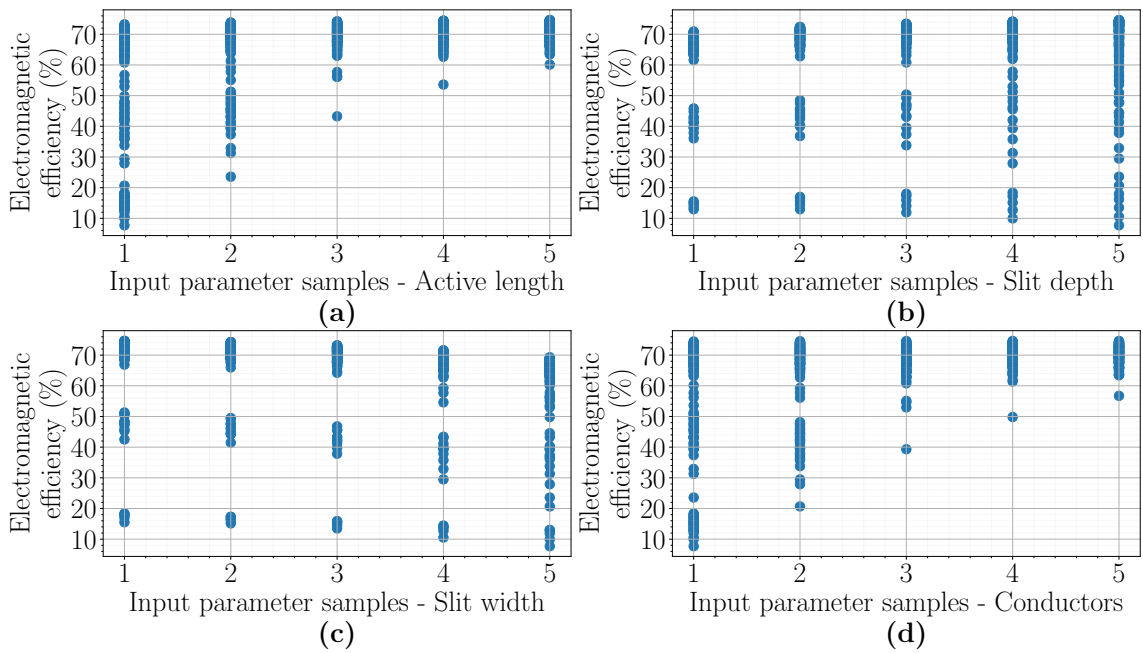 Electromagnetic
efficiency (%)
70
60
50
40
30
20
10
1 2 3 4 5
Input parameter samples - Active length
(a)
Electromagnetic
efficiency (%)
70
60
50
40
30
20
10
1 2 3 4 5
Input parameter samples - Slit depth
(b)
Electromagnetic
efficiency (%)
70
60
50
40
30
20
10
1 2 3 4 5
Input parameter samples - Slit width
(c)
Electromagnetic
efficiency (%)
70
60
50
40
30
20
10
1 2 3 4 5
Input parameter samples - Conductors
(d)